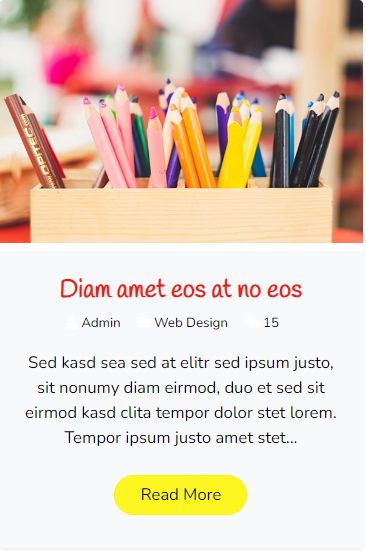 Diam amet eos at no eos
Admin Web Design 15
Sed kasd sea sed at elitr sed ipsum justo,
sit nonumy diam eirmod, duo et sed sit
eirmod kasd clita tempor dolor stet lorem.
Tempor ipsum justo amet stet...
Read More